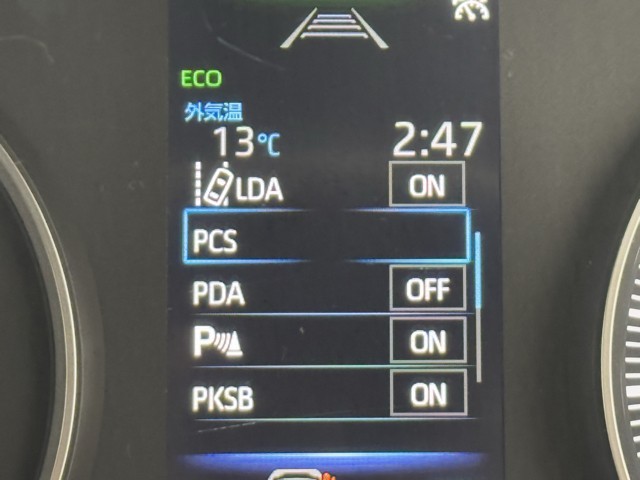 ECO
外気温
13℃ 2:47
LDA ON
PCS
PDA OFF
P ON
PKSB ON